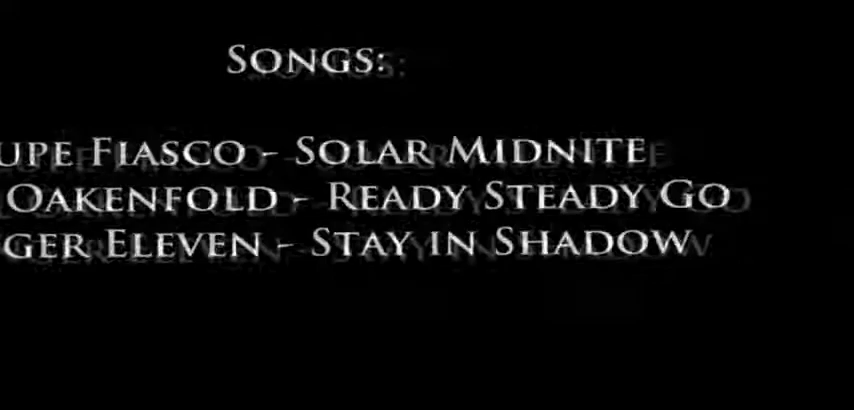 Songs:
upe Fiasco - Solar Midnite
Oakenfold - Ready Steady Go
ger Eleven - Stay in Shadow